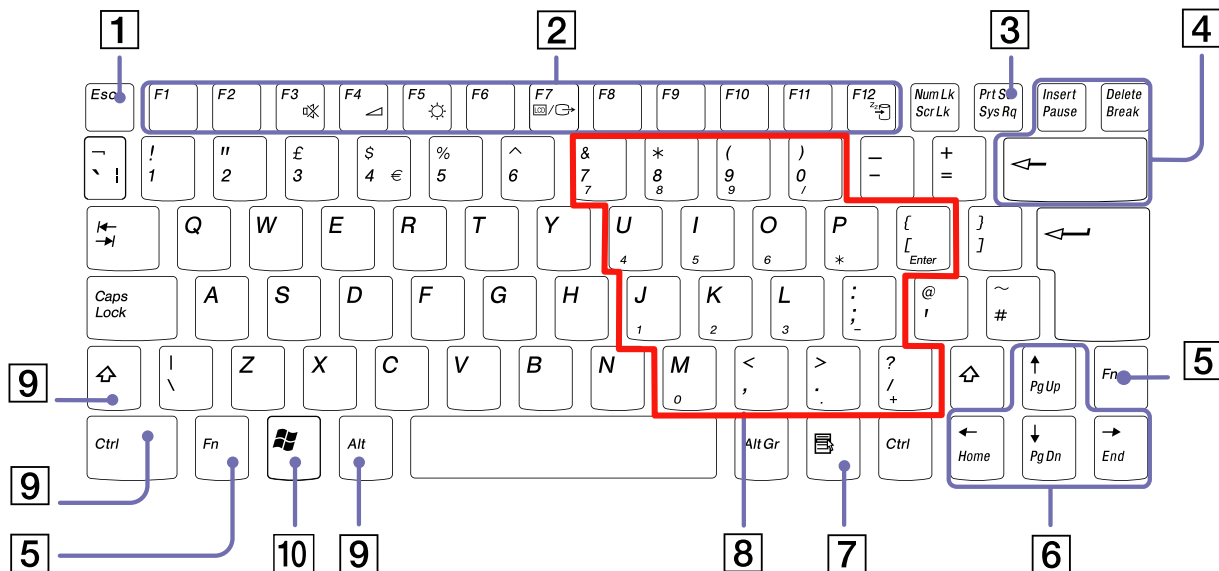 1 2 3 4
Esc F1 F2 F3 F4 F5 F6 F7 LCD / F8 F9 F10 F11 F12 Num Lk Prt S Insert Delete
Scr Lk Sys Rq Pause Break
¬ ! " £ $ % ^ & * ( ) _ +
` ¦ 1 2 3 4 € 5 6 7 8 9 0 - =
7 8 9 /
Q W E R T Y U I O P { }
[ ]
4 5 6 * Enter
Caps A S D F G H J K L : @ ~
Lock ; ' #
1 2 3 -
9 | Z X C V B N M < > ? Pg Up Fn 5
\ , . /
0 . +
Ctrl Fn Alt Alt Gr Ctrl Home Pg Dn End
9
5 10 9 8 7 6